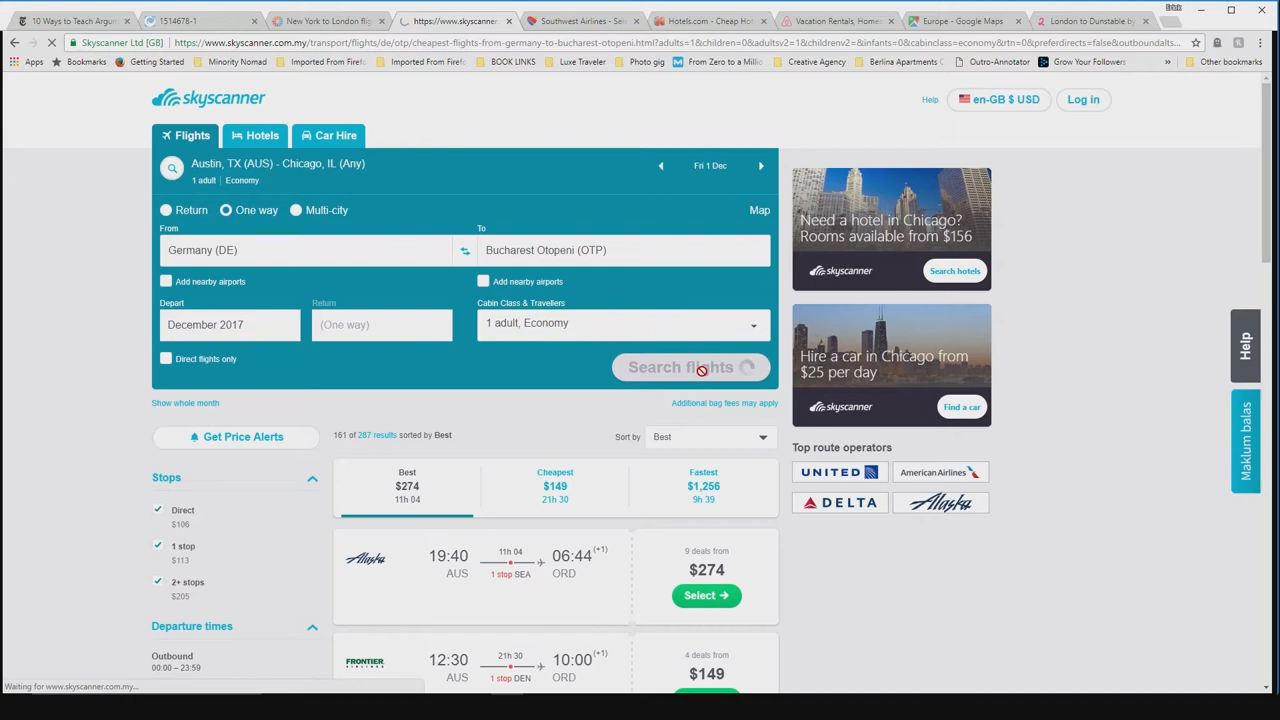 10 Ways to Teach Argum
1514678-1
New York to London flight
https://www.skyscanner
Southwest Airlines - Sele
Hotels.com - Cheap Hot
Vacation Rentals, Homes
Europe - Google Maps
London to Dunstable by
Skyscanner Ltd [GB] https://www.skyscanner.com.my/transport/flights/de/otp/cheapest-flights-from-germany-to-bucharest-otopeni.html?adults=1&children=0&adultsv2=1&childrenv2=&infants=0&cabinclass=economy&rtn=0&preferdirects=false&outboundalts...
Apps Bookmarks Getting Started Minority Nomad Imported From Firefo Imported From Firefo BOOK LINKS Luxe Traveler Photo gig From Zero to a Millio Creative Agency Berlina Apartments C Outro-Annotator Grow Your Followers » Other bookmarks
skyscanner
Help en-GB $ USD Log in
Flights Hotels Car Hire
Austin, TX (AUS) - Chicago, IL (Any)
1 adult | Economy
Fri 1 Dec
Return One way Multi-city Map
From To
Germany (DE) Bucharest Otopeni (OTP)
Add nearby airports Add nearby airports
Depart Return Cabin Class & Travellers
December 2017 (One way) 1 adult, Economy
Direct flights only
Search flights
Show whole month Additional bag fees may apply
Get Price Alerts
161 of 287 results sorted by Best
Sort by Best
Best Cheapest Fastest
$274 $149 $1,256
11h 04 21h 30 9h 39
Stops
Direct
$106
1 stop
$113
2+ stops
$205
Departure times
Outbound
00:00 – 23:59
Alaska
19:40 11h 04 06:44 (+1)
AUS 1 stop SEA ORD
9 deals from
$274
Select
FRONTIER
AIRLINES
12:30 21h 30 10:00 (+1)
AUS 1 stop DEN ORD
4 deals from
$149
Need a hotel in Chicago?
Rooms available from $156
skyscanner Search hotels
Hire a car in Chicago from
$25 per day
skyscanner Find a car
Top route operators
UNITED American Airlines
DELTA Alaska
Help
Maklum balas
Waiting for www.skyscanner.com.my...